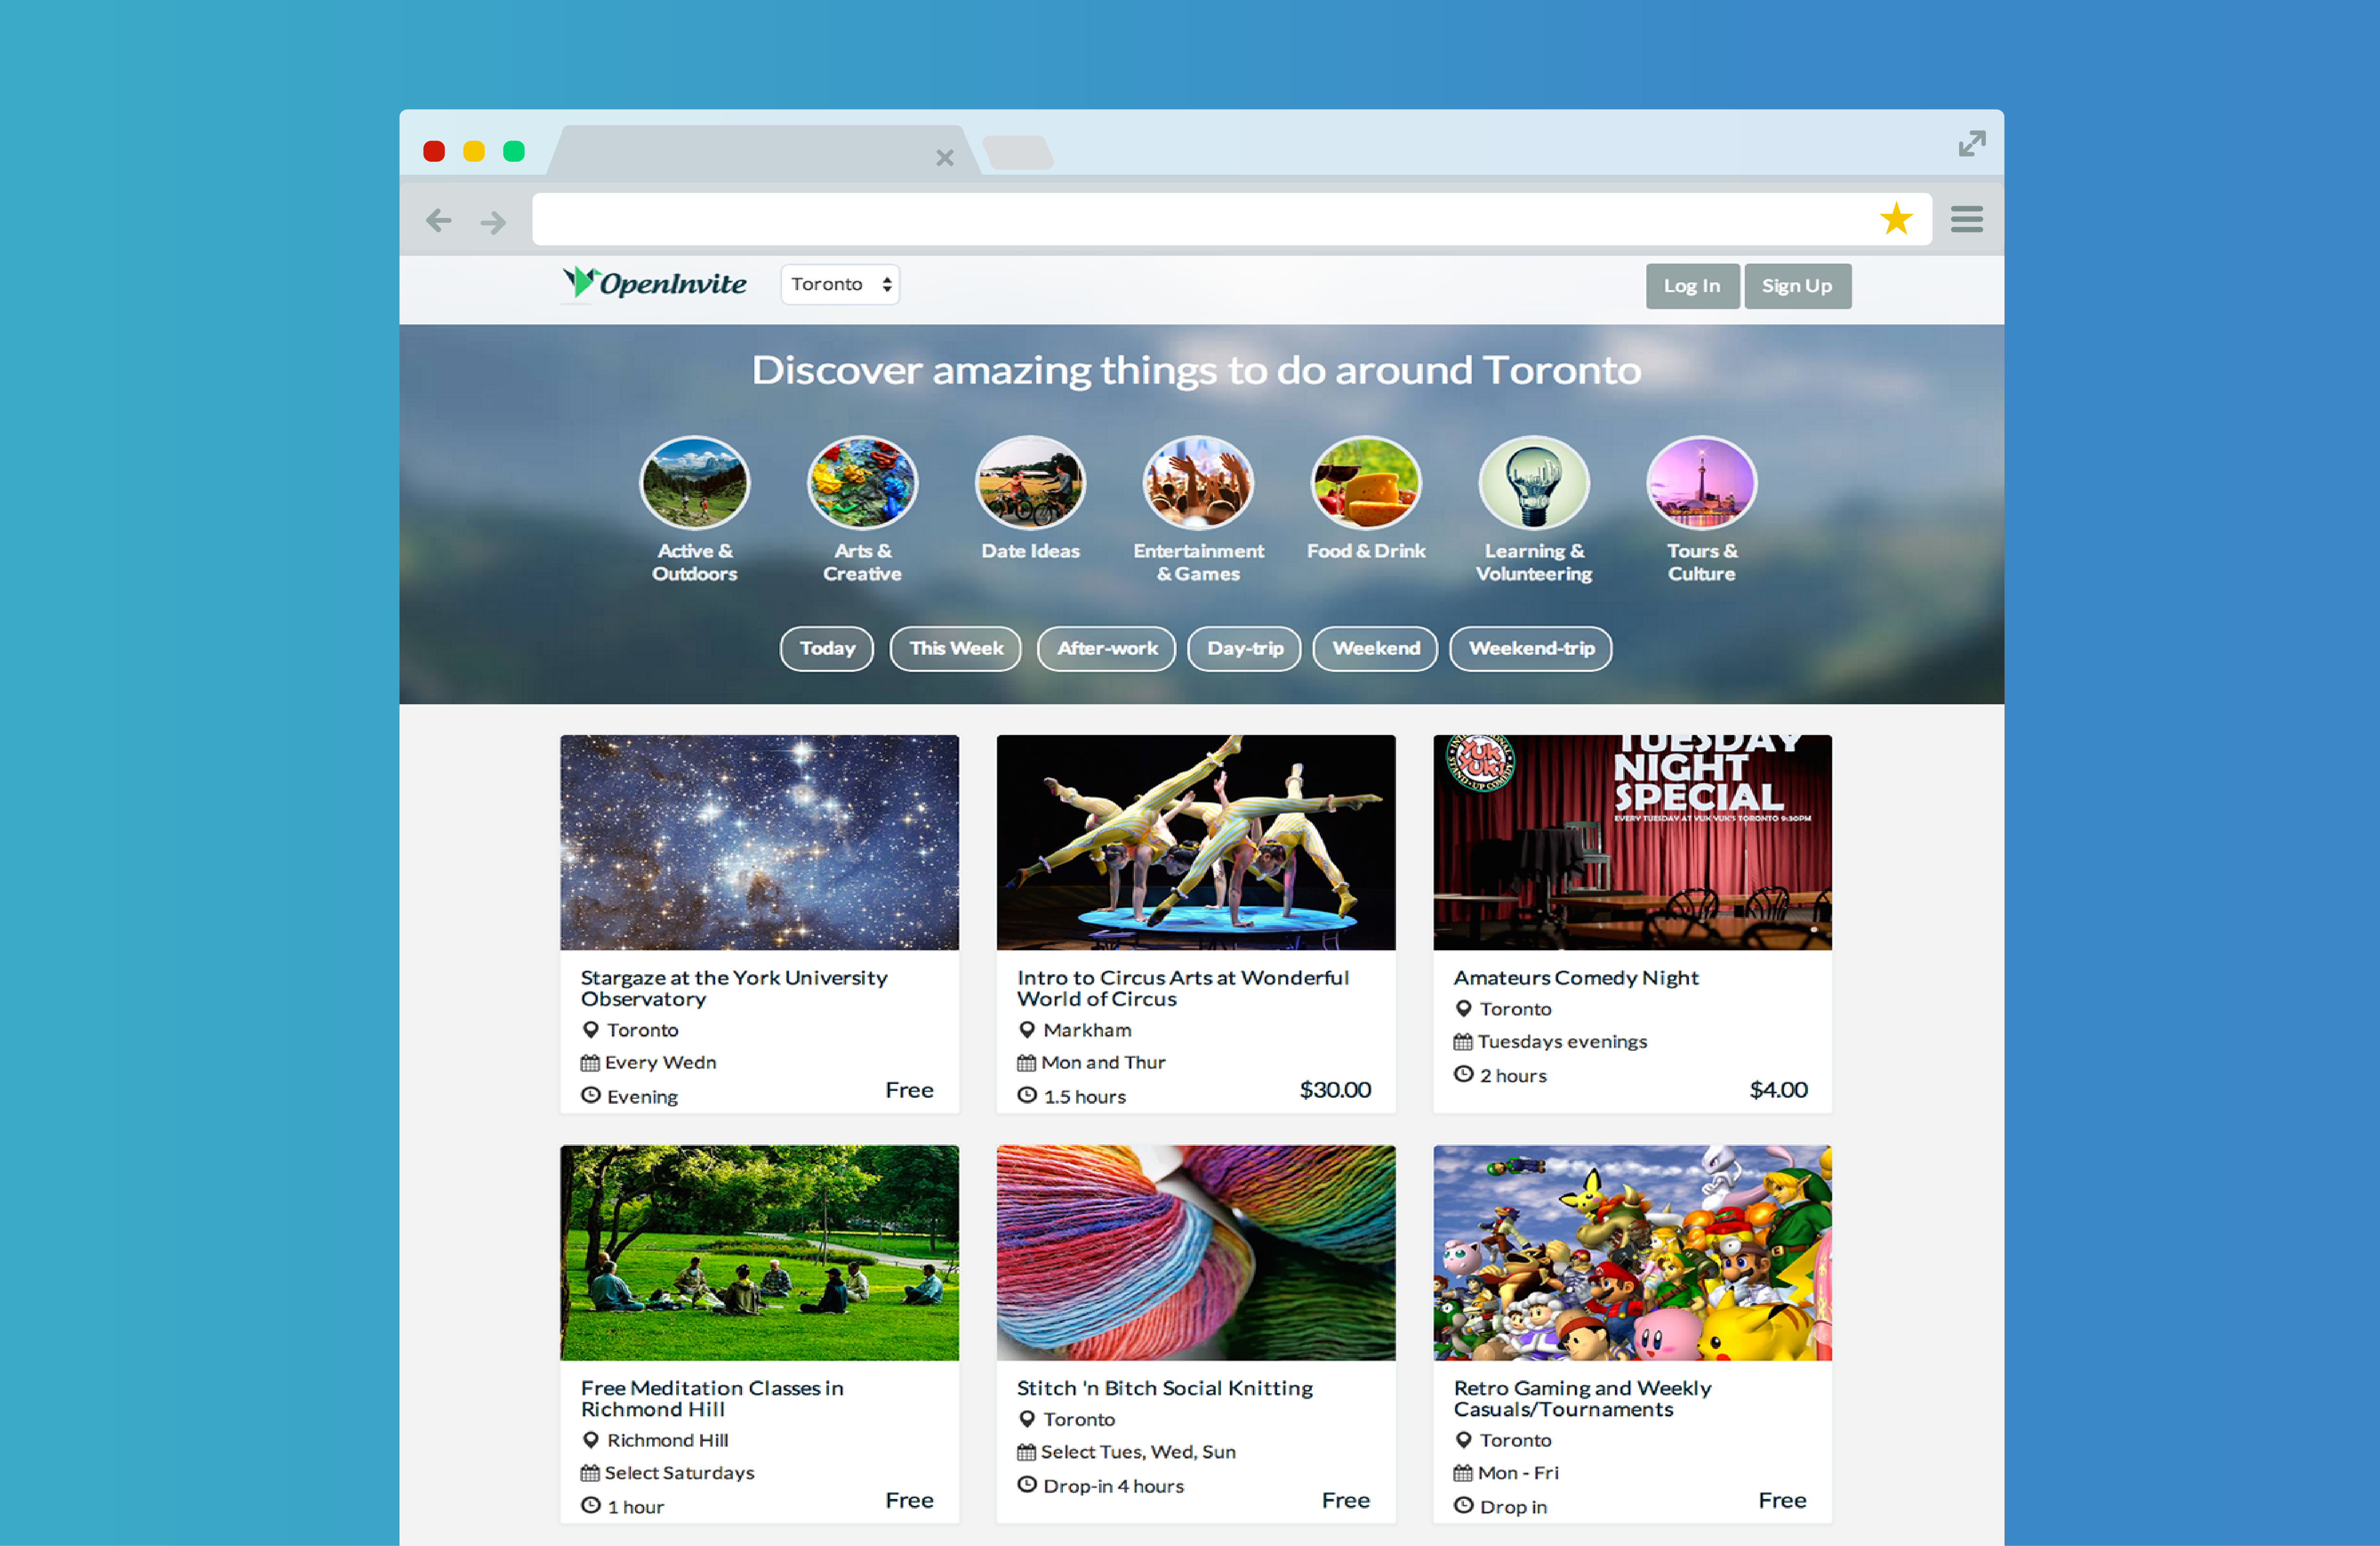 OpenInvite
Toronto
Log In
Sign Up
Discover amazing things to do around Toronto
Active &
Outdoors
Arts &
Creative
Date Ideas
Entertainment
& Games
Food & Drink
Learning &
Volunteering
Tours &
Culture
Today
This Week
After-work
Day-trip
Weekend
Weekend-trip
Stargaze at the York University
Observatory
Toronto
Every Wedn
Evening
Free
Intro to Circus Arts at Wonderful
World of Circus
Markham
Mon and Thur
1.5 hours
$30.00
YUK
YUK'S
STAND-UP COMEDY
TUESDAY
NIGHT
SPECIAL
EVERY TUESDAY AT YUK YUK'S TORONTO 9:30PM
Amateurs Comedy Night
Toronto
Tuesdays evenings
2 hours
$4.00
Free Meditation Classes in
Richmond Hill
Richmond Hill
Select Saturdays
1 hour
Free
Stitch 'n Bitch Social Knitting
Toronto
Select Tues, Wed, Sun
Drop-in 4 hours
Free
Retro Gaming and Weekly
Casuals/Tournaments
Toronto
Mon - Fri
Drop in
Free